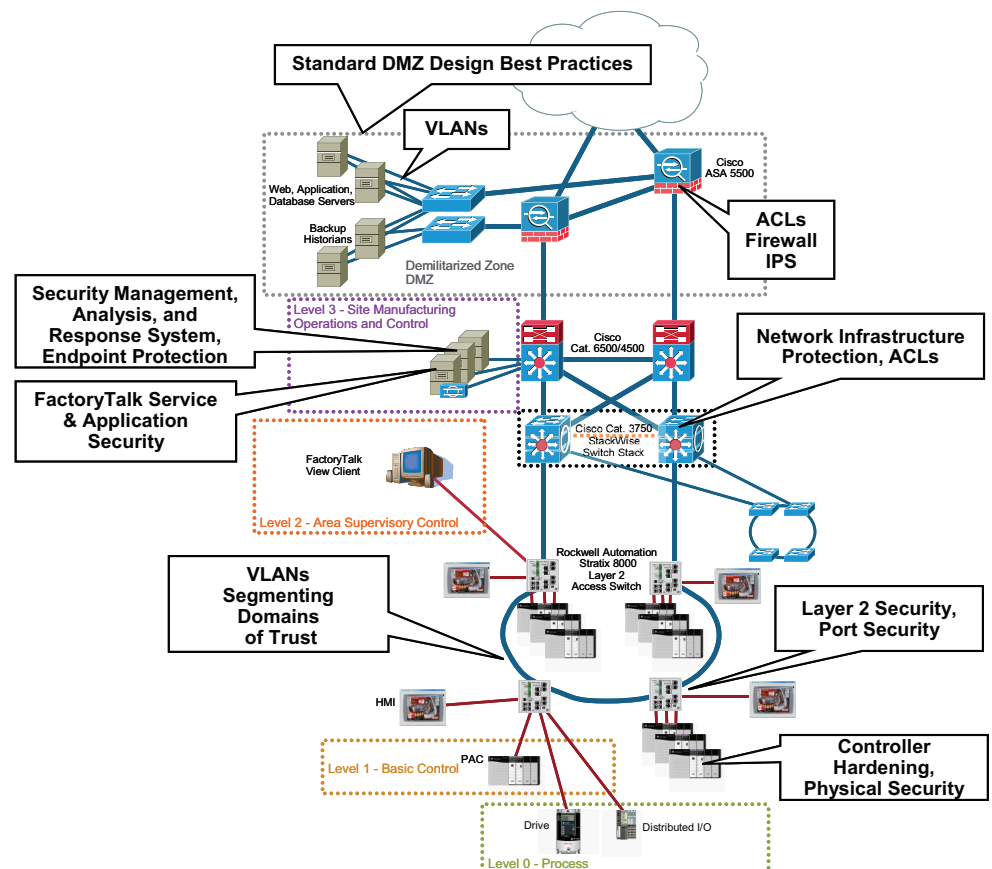 Standard DMZ Design Best Practices
VLANs
Cisco
ASA 5500
Web, Application,
Database Servers
Backup
Historians
Demilitarized Zone
DMZ
ACLs
Firewall
IPS
Security Management,
Analysis, and
Response System,
Endpoint Protection
Level 3 - Site Manufacturing
Operations and Control
Cisco
Cat. 6500/4500
Network Infrastructure
Protection, ACLs
FactoryTalk Service
& Application
Security
Cisco Cat. 3750
StackWise
Switch Stack
FactoryTalk
View Client
Level 2 - Area Supervisory Control
Rockwell Automation
Stratix 8000
Layer 2
Access Switch
VLANs
Segmenting
Domains
of Trust
Layer 2 Security,
Port Security
HMI
PAC
Level 1 - Basic Control
Controller
Hardening,
Physical Security
Drive
Distributed I/O
Level 0 - Process